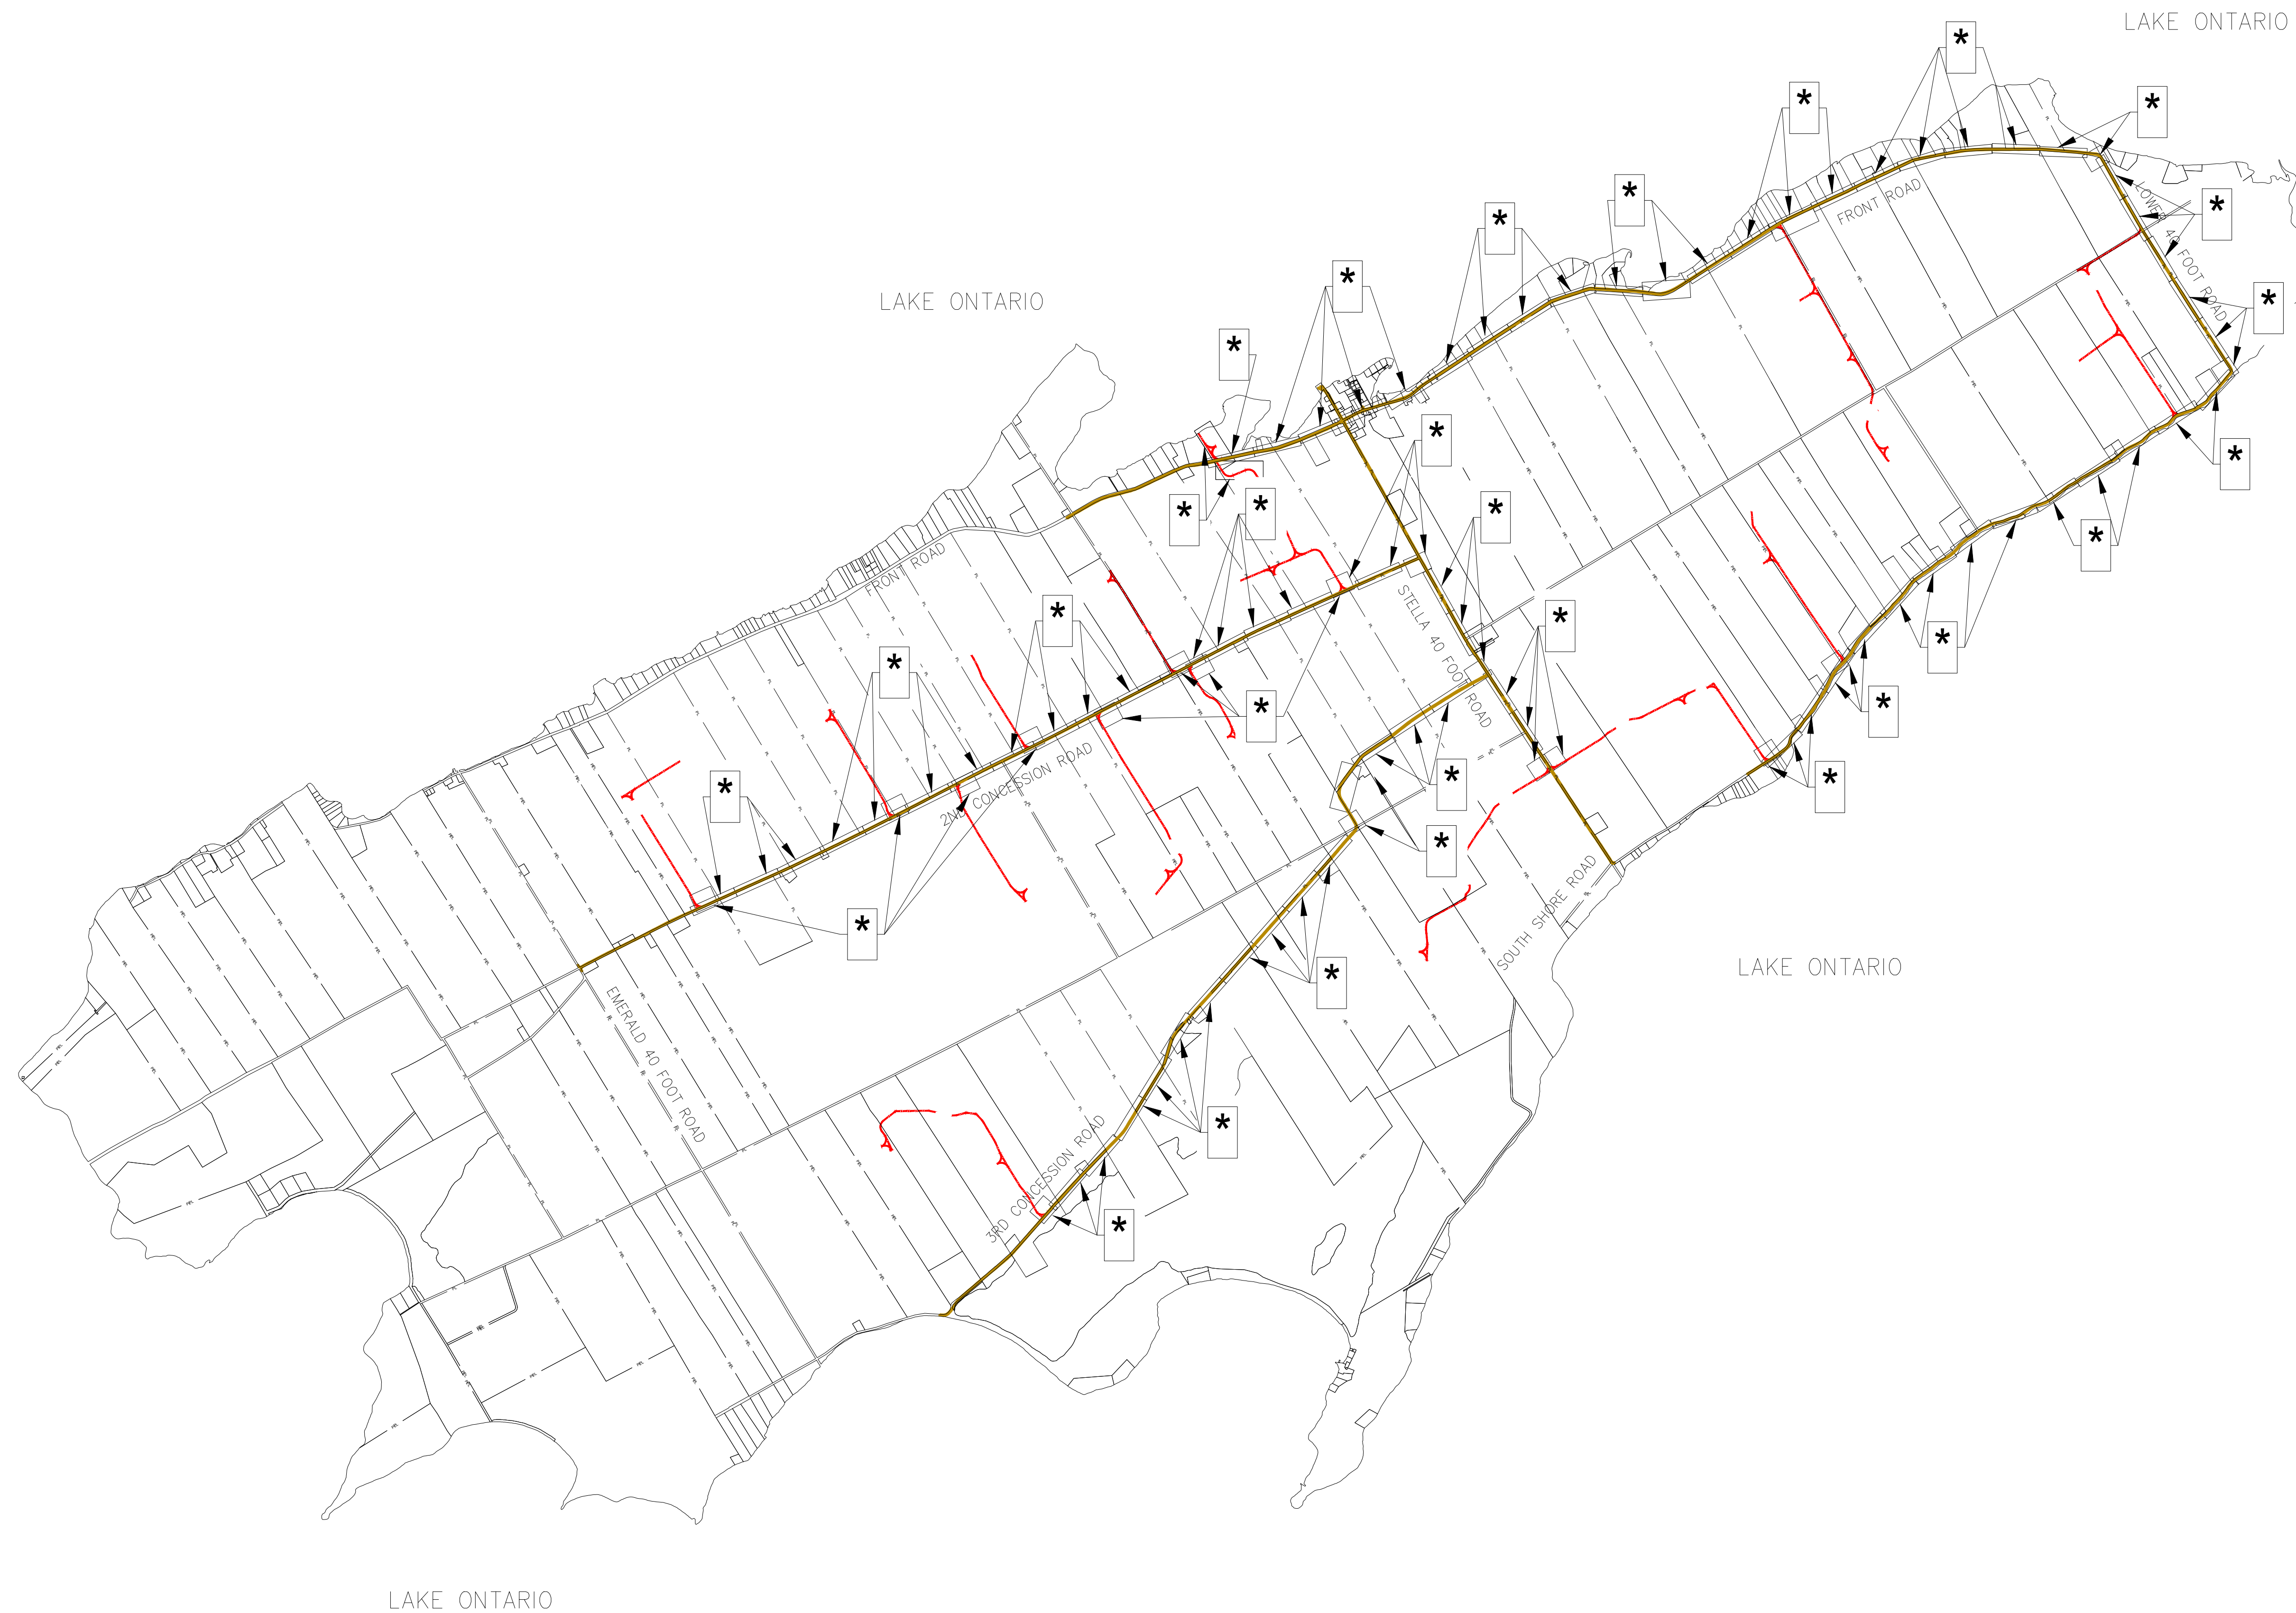 LAKE ONTARIO
*
*
*
*
FRONT ROAD
*
*
*
LOWER 40 FOOT ROAD
*
*
LAKE ONTARIO
*
*
*
*
*
*
*
*
FRONT ROAD
STELLA 40 FOOT ROAD
*
*
*
*
*
*
*
2ND CONCESSION ROAD
*
*
*
*
SOUTH SHORE ROAD
*
LAKE ONTARIO
*
EMERALD 40 FOOT ROAD
*
3RD CONCESSION ROAD
*
LAKE ONTARIO